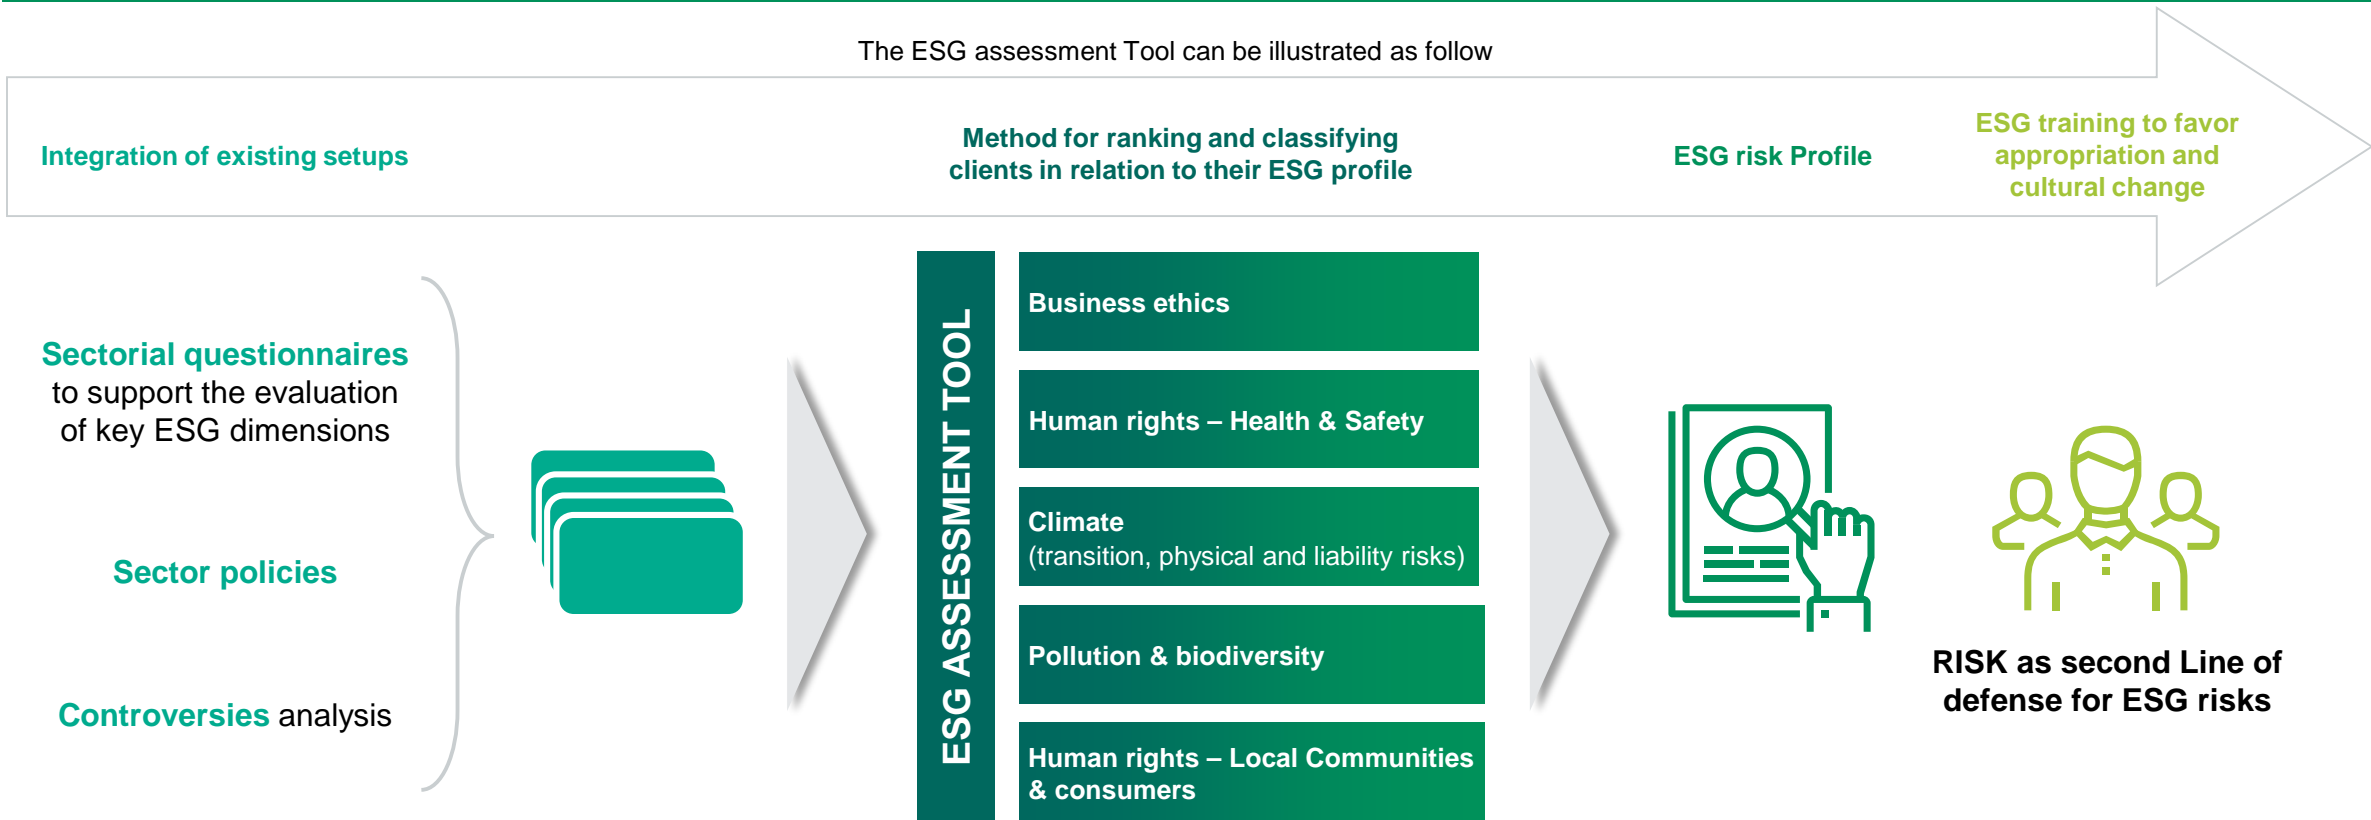 The ESG assessment Tool can be illustrated as follow
Integration of existing setups
Method for ranking and classifying
clients in relation to their ESG profile
ESG risk Profile
ESG training to favor
appropriation and
cultural change
Sectorial questionnaires
to support the evaluation
of key ESG dimensions
Sector policies
Controversies analysis
ESG ASSESSMENT TOOL
Business ethics
Human rights – Health & Safety
Climate
(transition, physical and liability risks)
Pollution & biodiversity
Human rights – Local Communities
& consumers
RISK as second Line of
defense for ESG risks